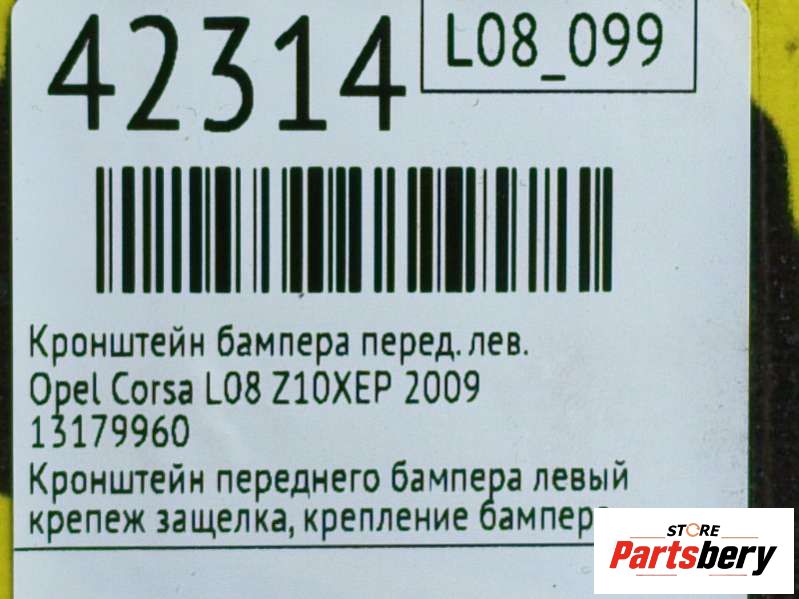 42314
L08_099
Кронштейн бампера перед. лев.
Opel Corsa L08 Z10XEP 2009
13179960
Кронштейн переднего бампера левый
крепеж защелка, крепление
STORE
Partsbery